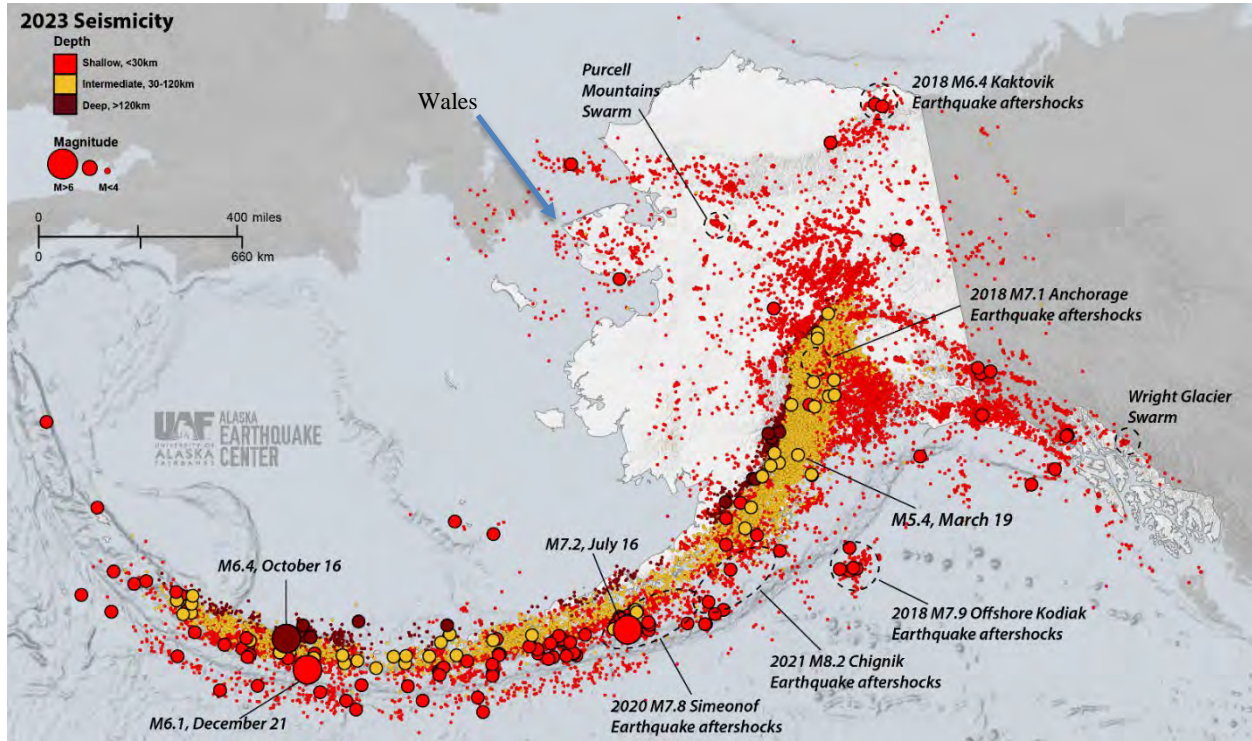 2023 Seismicity
Depth
Shallow, <30km
Intermediate, 30-120km
Deep, >120km
Magnitude
M>6
M<4
0
400 miles
0
660 km
Wales
Purcell
Mountains
Swarm
2018 M6.4 Kaktovik
Earthquake aftershocks
2018 M7.1 Anchorage
Earthquake aftershocks
Wright Glacier
Swarm
UAF
UNIVERSITY OF
ALASKA
FAIRBANKS
ALASKA
EARTHQUAKE
CENTER
M5.4, March 19
M7.2, July 16
M6.4, October 16
2018 M7.9 Offshore Kodiak
Earthquake aftershocks
2021 M8.2 Chignik
Earthquake aftershocks
2020 M7.8 Simeonof
Earthquake aftershocks
M6.1, December 21